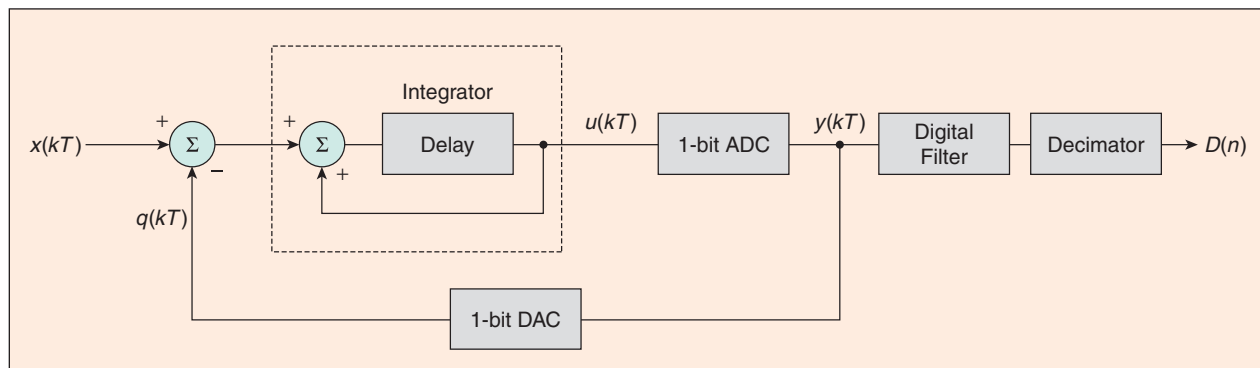 Integrator
x(kT)
+
Σ
−
+
Σ
+
Delay
u(kT)
1-bit ADC
y(kT)
Digital
Filter
Decimator
D(n)
q(kT)
1-bit DAC